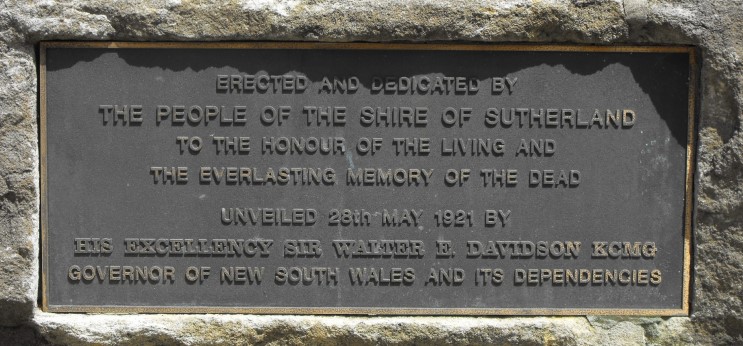 ERECTED AND DEDICATED BY
THE PEOPLE OF THE SHIRE OF SUTHERLAND
TO THE HONOUR OF THE LIVING AND
THE EVERLASTING MEMORY OF THE DEAD
UNVEILED 28th MAY 1921 BY
HIS EXCELLENCY SIR WALTER E. DAVIDSON KCMG
GOVERNOR OF NEW SOUTH WALES AND ITS DEPENDENCIES